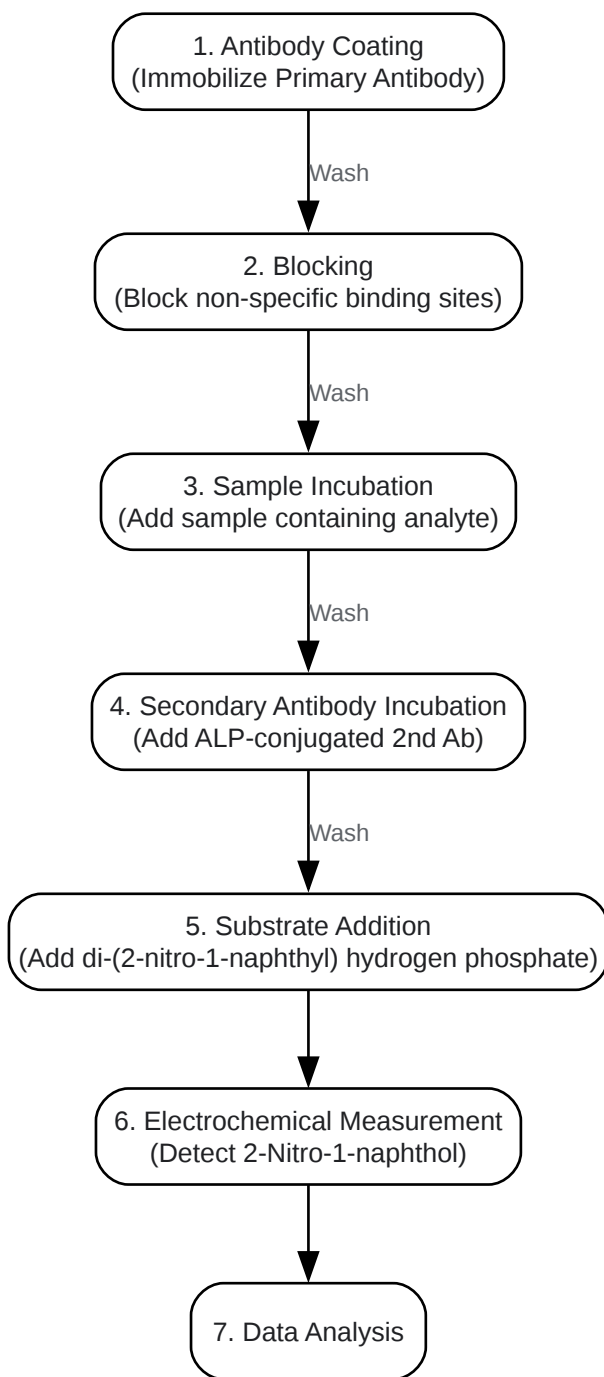 1. Antibody Coating
(Immobilize Primary Antibody)
Wash
2. Blocking
(Block non-specific binding sites)
Wash
3. Sample Incubation
(Add sample containing analyte)
Wash
4. Secondary Antibody Incubation
(Add ALP-conjugated 2nd Ab)
Wash
5. Substrate Addition
(Add di-(2-nitro-1-naphthyl) hydrogen phosphate)
6. Electrochemical Measurement
(Detect 2-Nitro-1-naphthol)
7. Data Analysis